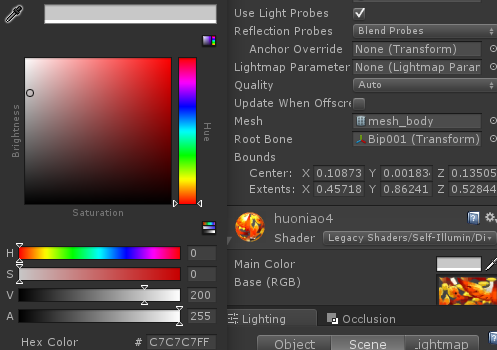 Brightness
Hue
Saturation
H 0
S 0
V 200
A 255
Hex Color # C7C7C7FF
Use Light Probes
Reflection Probes Blend Probes
Anchor Override None (Transform)
Lightmap Parameter None (Lightmap Parar
Quality Auto
Update When Offscre
Mesh mesh_body
Root Bone Bip001 (Transform)
Bounds
Center: X 0.10873 Y 0.00183 Z 0.13505
Extents: X 0.45718 Y 0.86241 Z 0.52844
huoniao4
Shader Legacy Shaders/Self-Illumin/Di
Main Color
Base (RGB)
Lighting Occlusion
Object Scene Lightmap